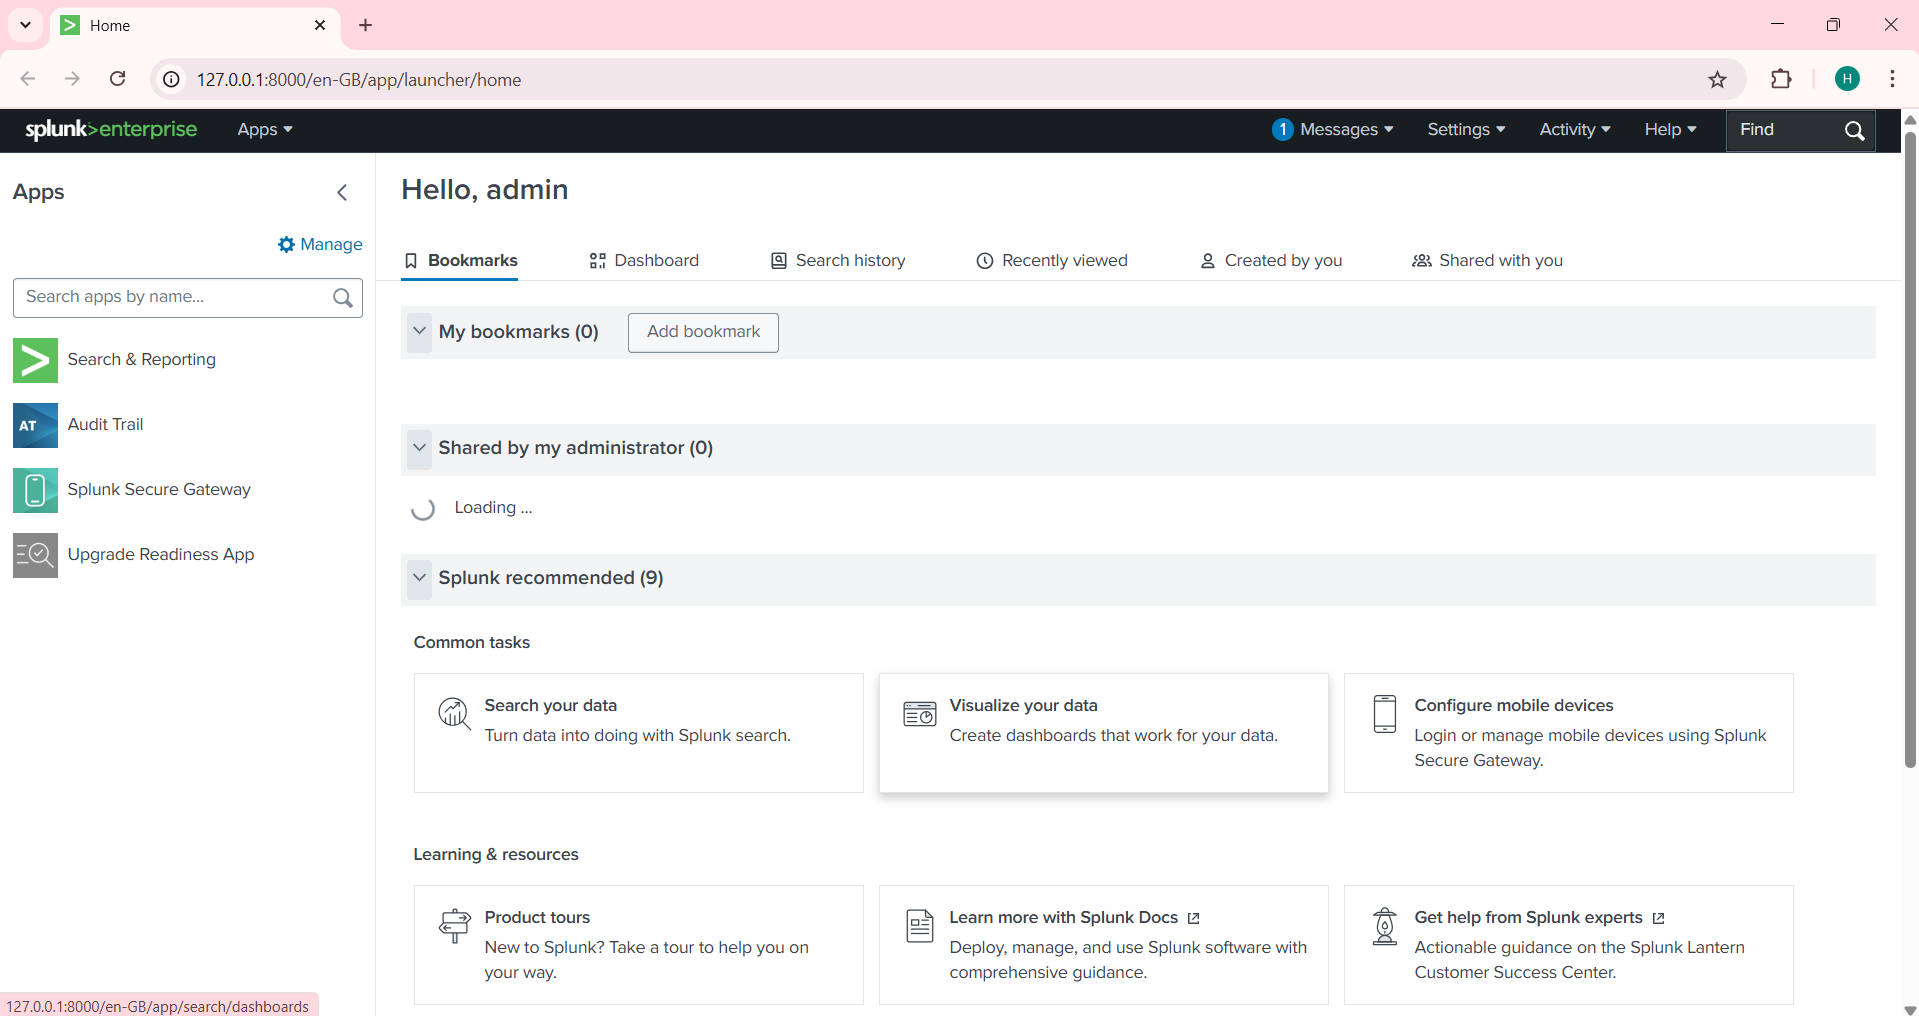 Home
127.0.0.1:8000/en-GB/app/launcher/home
H
splunk>enterprise Apps 1 Messages Settings Activity Help Find
Apps
Manage
Search apps by name...
Search & Reporting
AT Audit Trail
Splunk Secure Gateway
Upgrade Readiness App
Hello, admin
Bookmarks Dashboard Search history Recently viewed Created by you Shared with you
My bookmarks (0) Add bookmark
Shared by my administrator (0)
Loading ...
Splunk recommended (9)
Common tasks
Search your data
Turn data into doing with Splunk search.
Visualize your data
Create dashboards that work for your data.
Configure mobile devices
Login or manage mobile devices using Splunk
Secure Gateway.
Learning & resources
Product tours
New to Splunk? Take a tour to help you on
your way.
Learn more with Splunk Docs
Deploy, manage, and use Splunk software with
comprehensive guidance.
Get help from Splunk experts
Actionable guidance on the Splunk Lantern
Customer Success Center.
127.0.0.1:8000/en-GB/app/search/dashboards